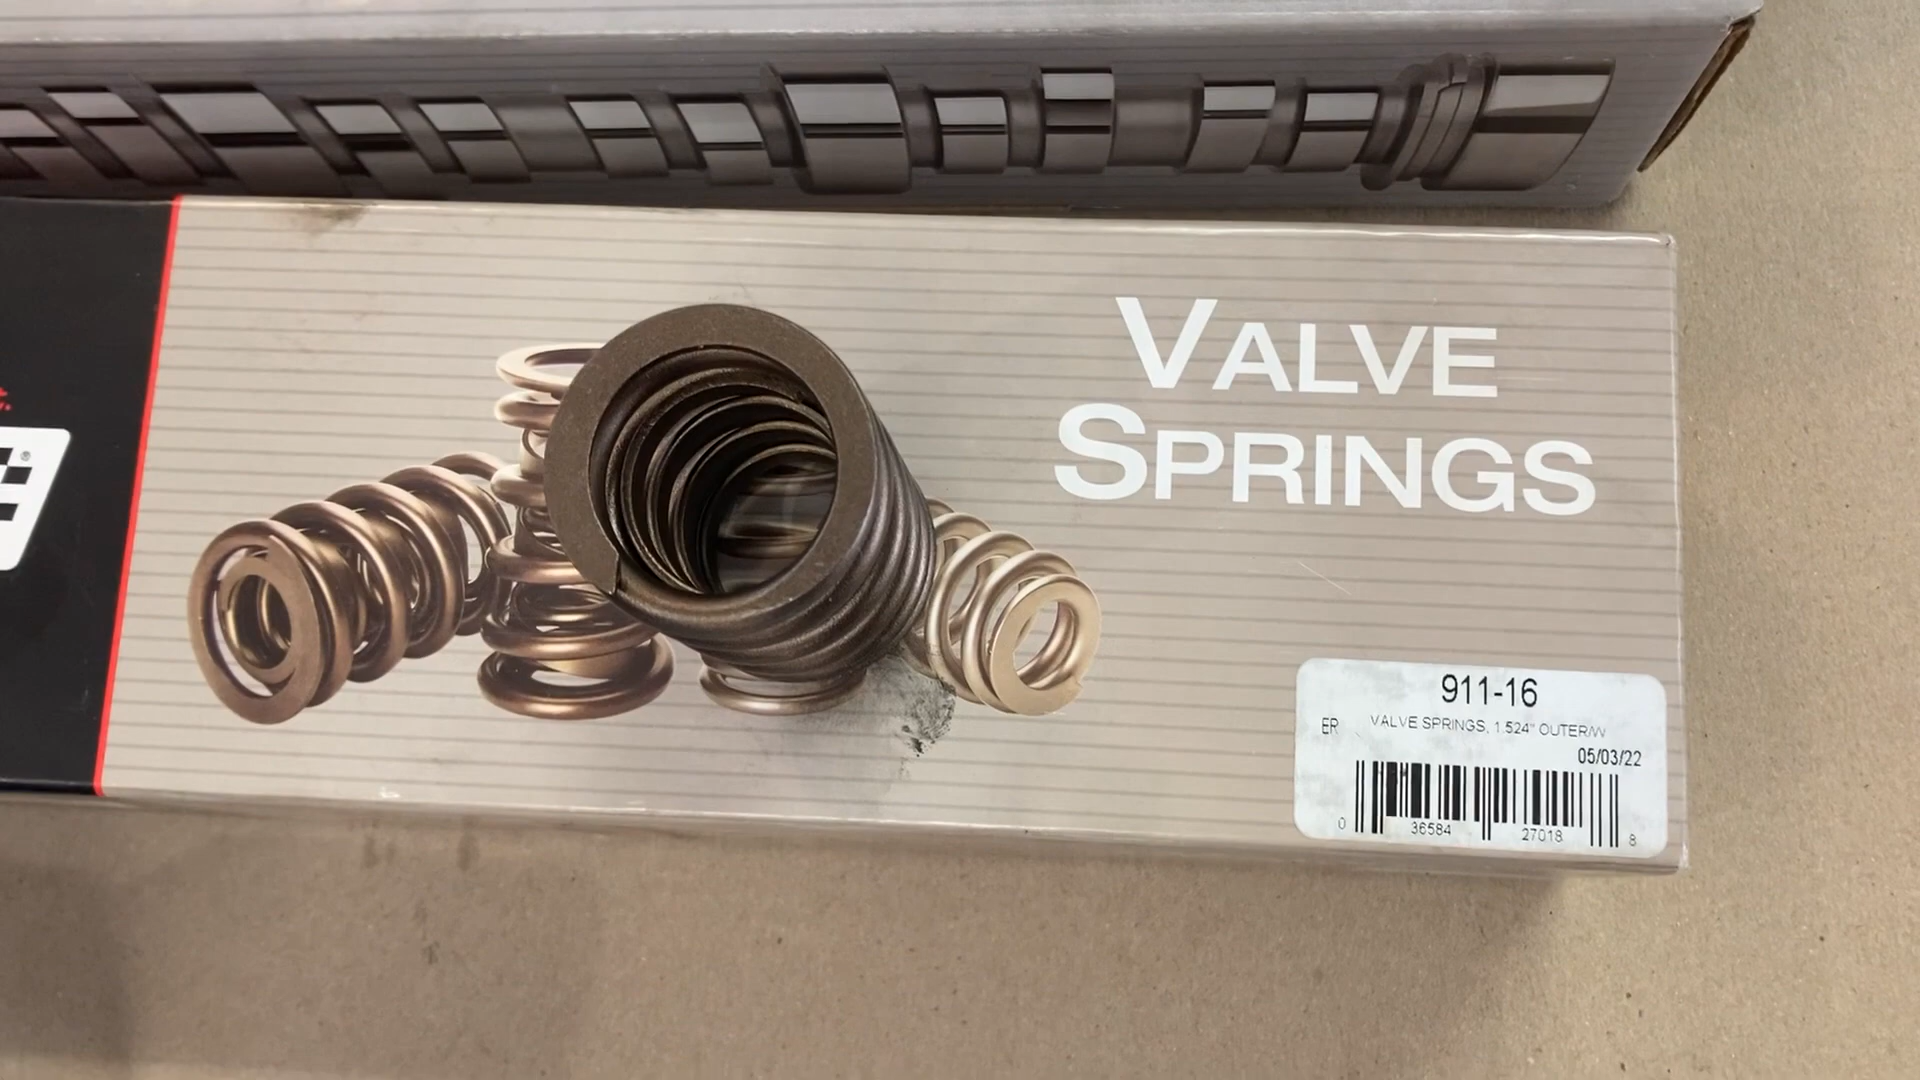 VALVE
SPRINGS
911-16
ER VALVE SPRINGS, 1.524" OUTER/W
05/03/22
0 36584 27018 8